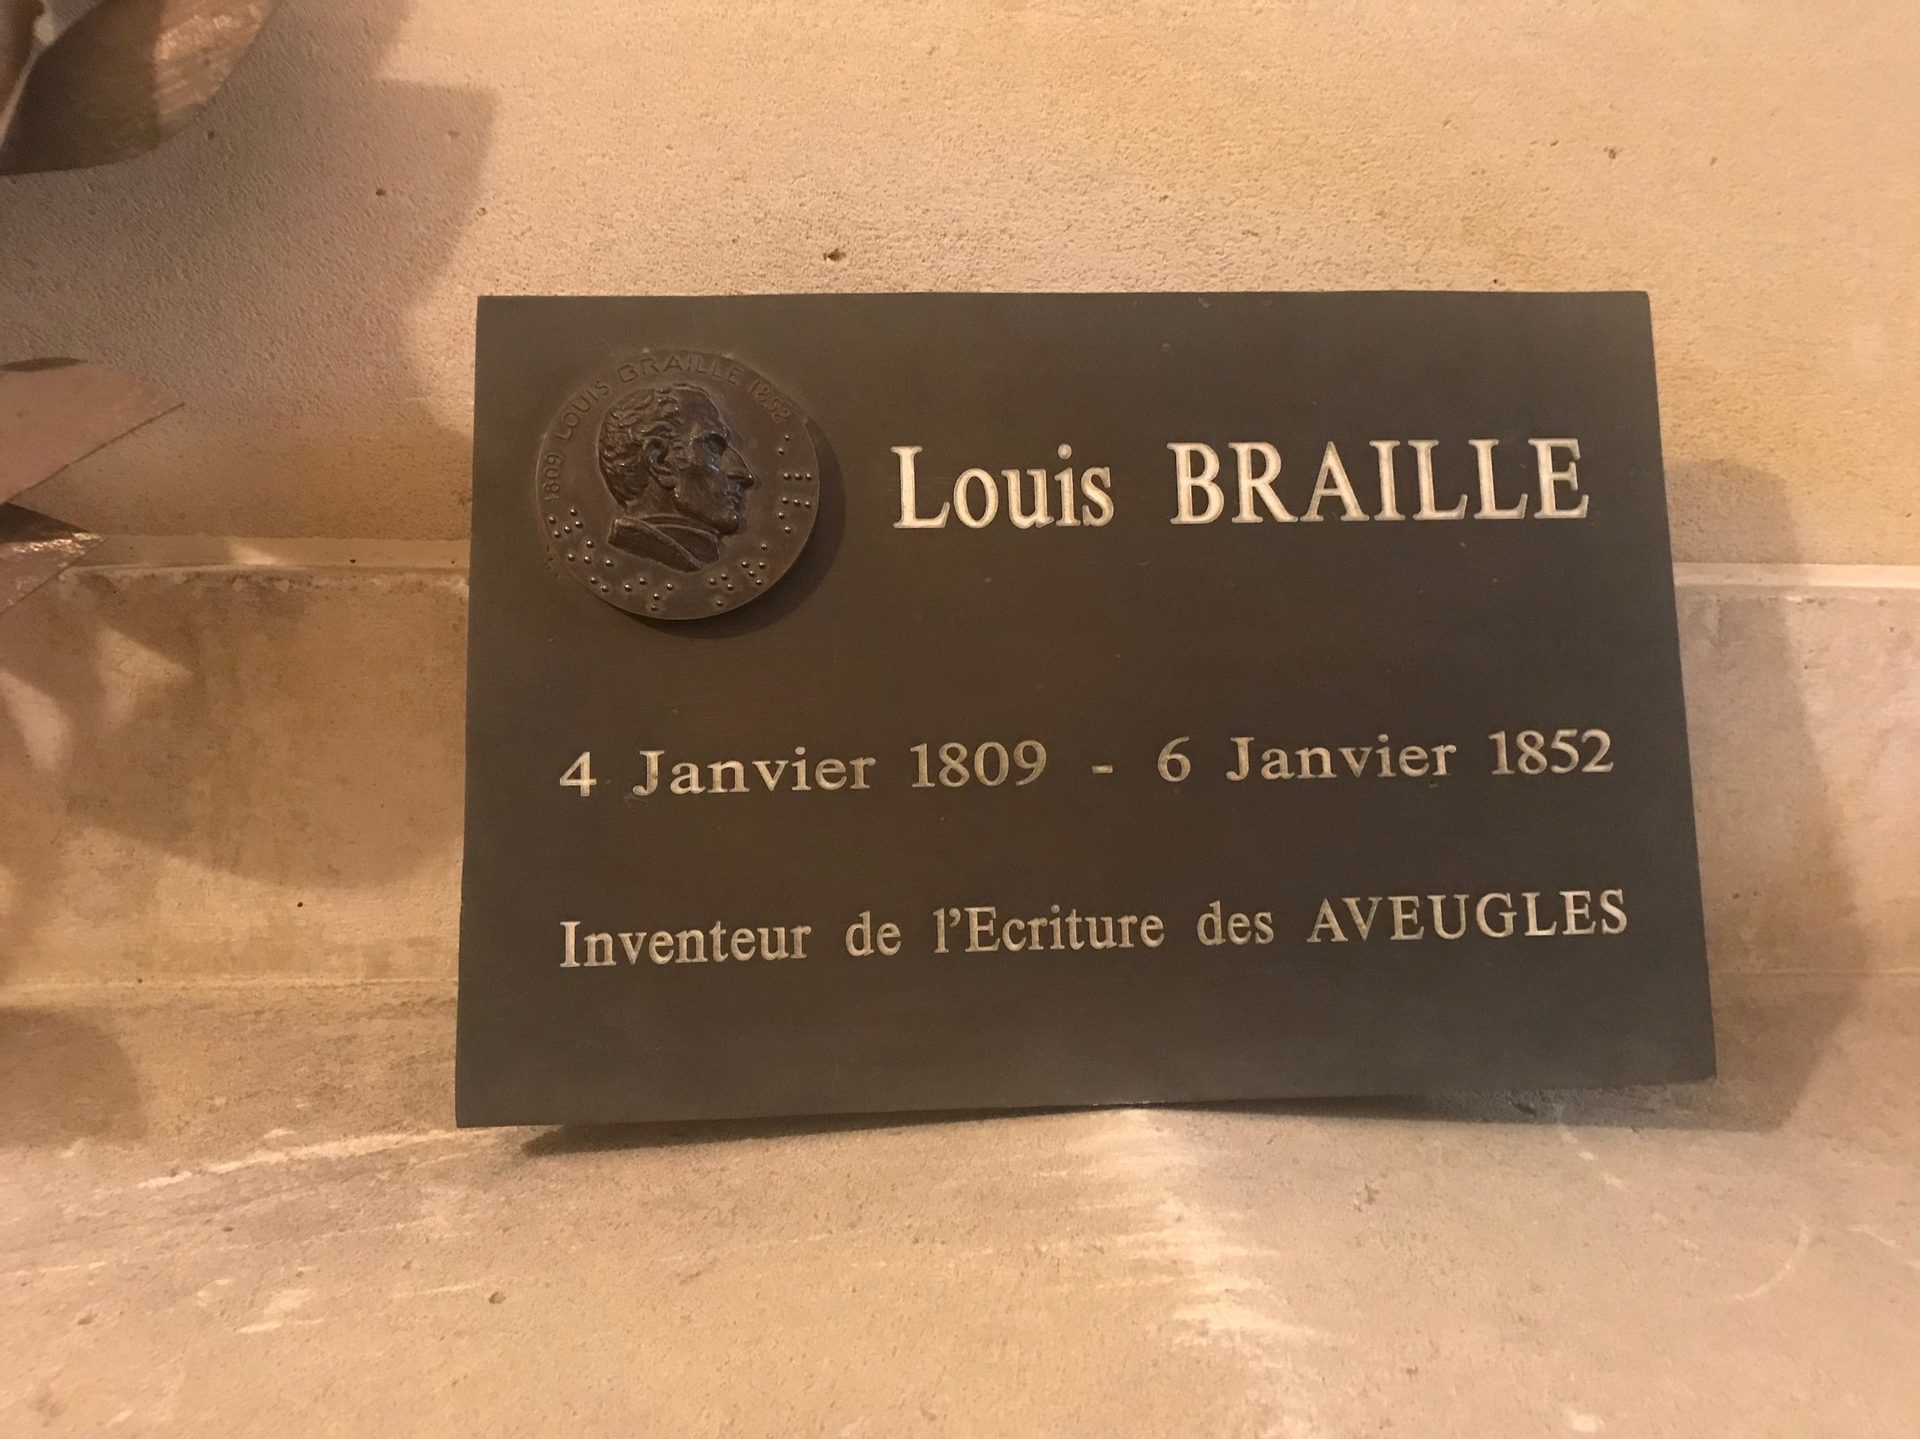 1809 LOUIS BRAILLE 1852
Louis BRAILLE
4 Janvier 1809 - 6 Janvier 1852
Inventeur de l'Ecriture des AVEUGLES